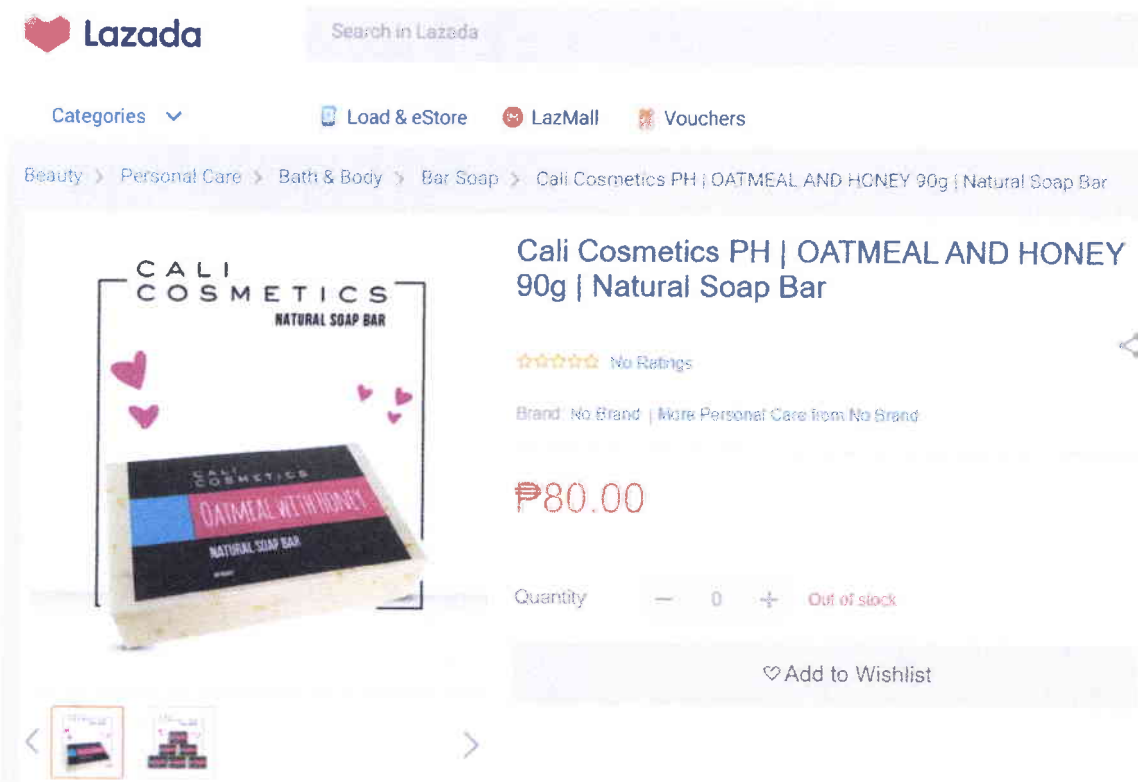 Lazada
Search in Lazada
Categories
Load & eStore
LazMall
Vouchers
Beauty > Personal Care > Bath & Body > Bar Soap > Cali Cosmetics PH | OATMEAL AND HONEY 90g | Natural Soap Bar
CALI
COSMETICS
NATURAL SOAP BAR
CALI
COSMETICS
OATMEAL WITH HONEY
NATURAL SOAP BAR
Cali Cosmetics PH | OATMEAL AND HONEY
90g | Natural Soap Bar
No Ratings
Brand: No Brand | More Personal Care from No Brand
₱80.00
Quantity
− 0 +
Out of stock
♡ Add to Wishlist